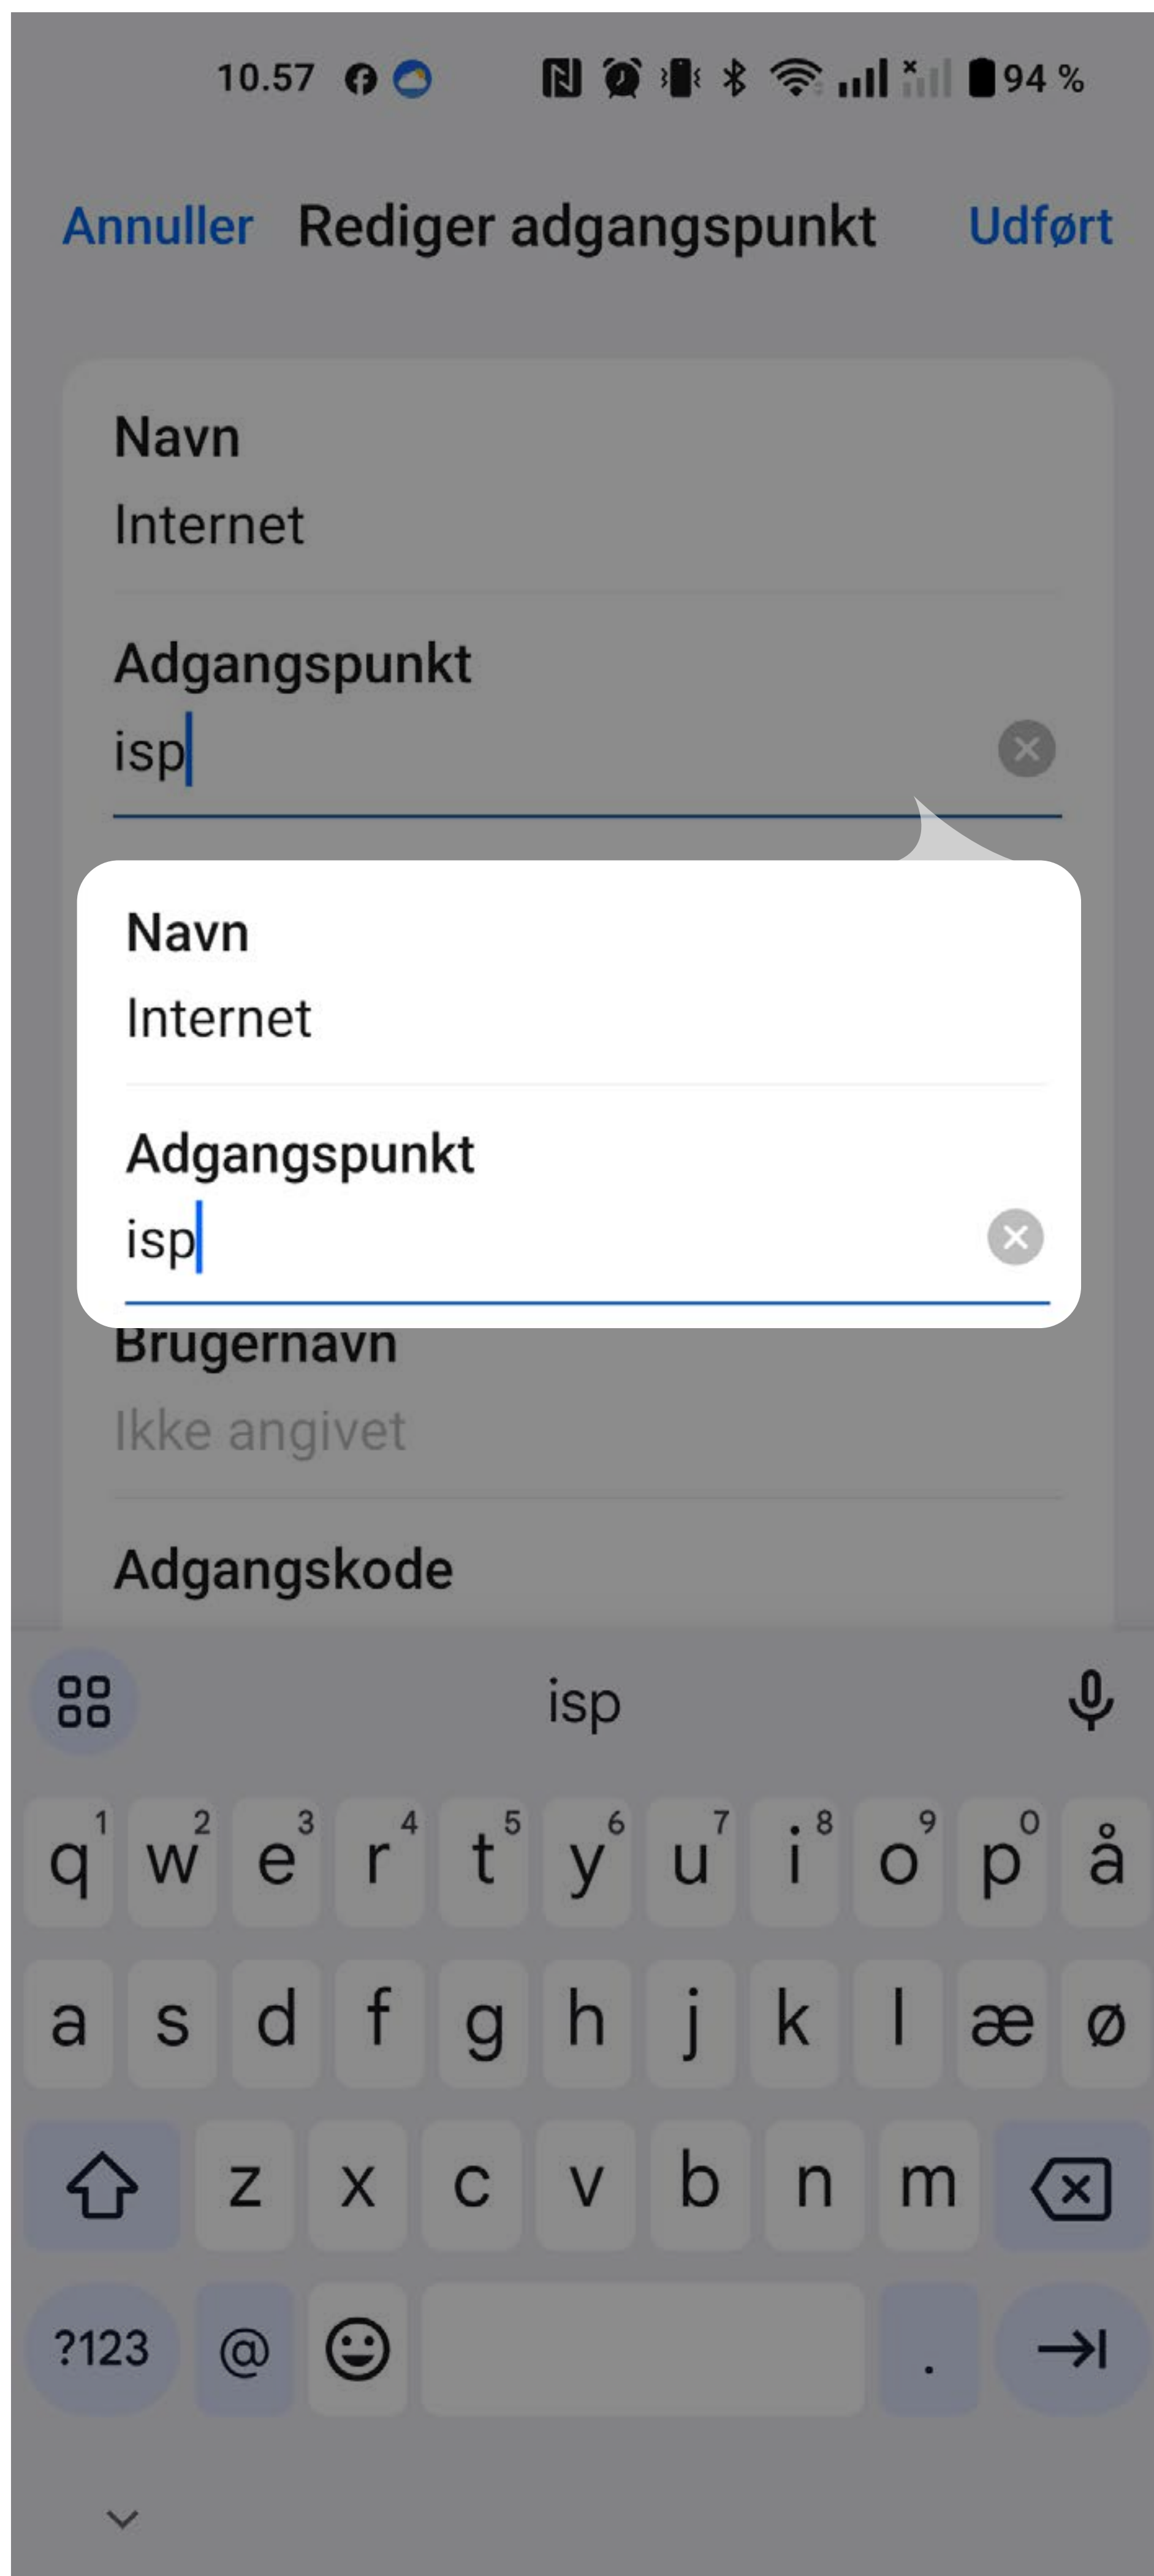 10.57 94 %
Annuller Rediger adgangspunkt Udført
Navn
Internet
Adgangspunkt
isp
Navn
Internet
Adgangspunkt
isp
Brugernavn
Ikke angivet
Adgangskode
isp
1 2 3 4 5 6 7 8 9 0
q w e r t y u i o p å
a s d f g h j k l æ ø
z x c v b n m
?123 @ .